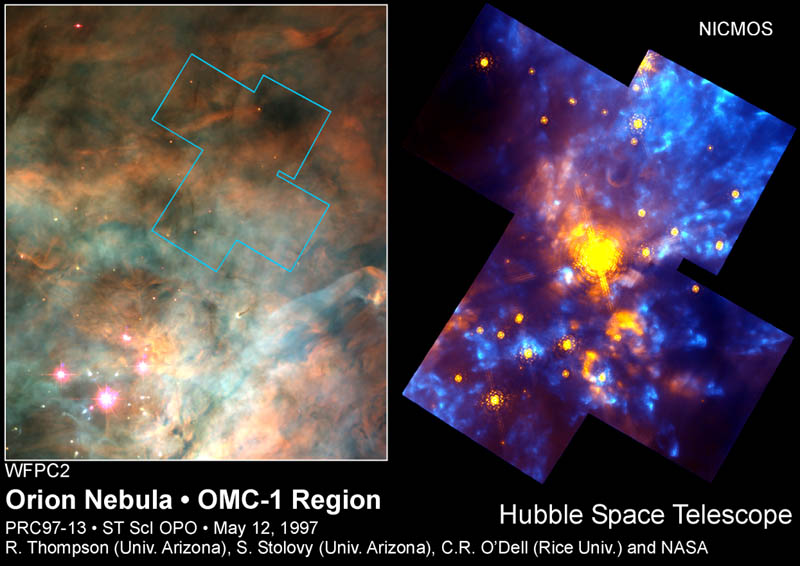 NICMOS
WFPC2
Orion Nebula • OMC-1 Region
PRC97-13 • ST ScI OPO • May 12, 1997
Hubble Space Telescope
R. Thompson (Univ. Arizona), S. Stolovy (Univ. Arizona), C.R. O'Dell (Rice Univ.) and NASA